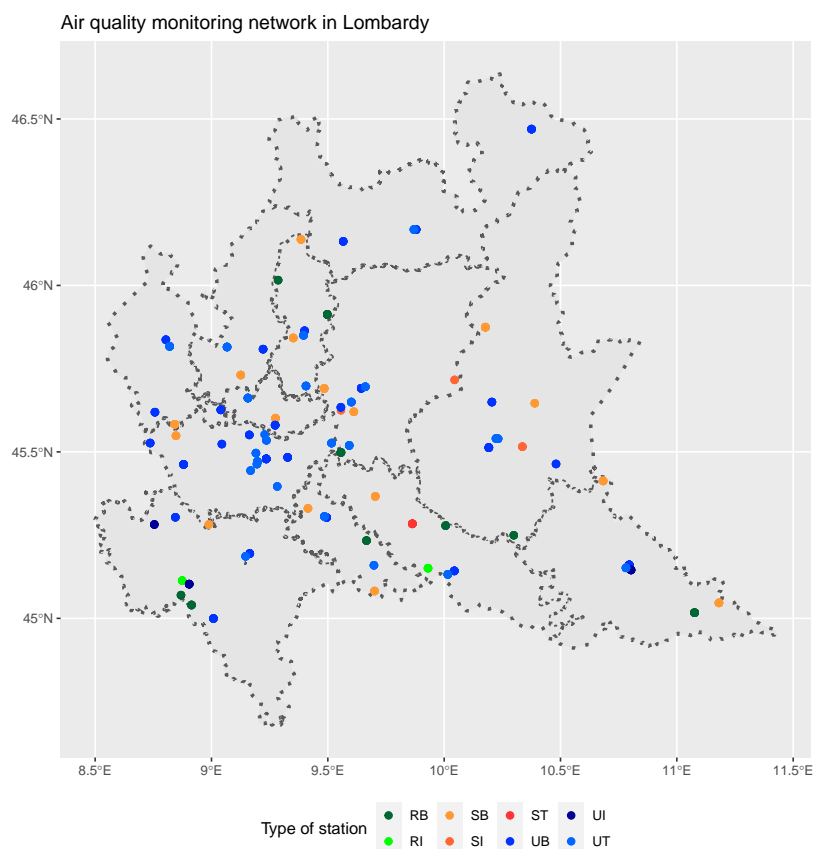 Air quality monitoring network in Lombardy
46.5°N
46°N
45.5°N
45°N
8.5°E 9°E 9.5°E 10°E 10.5°E 11°E 11.5°E
Type of station RB SB ST UI
RI SI UB UT